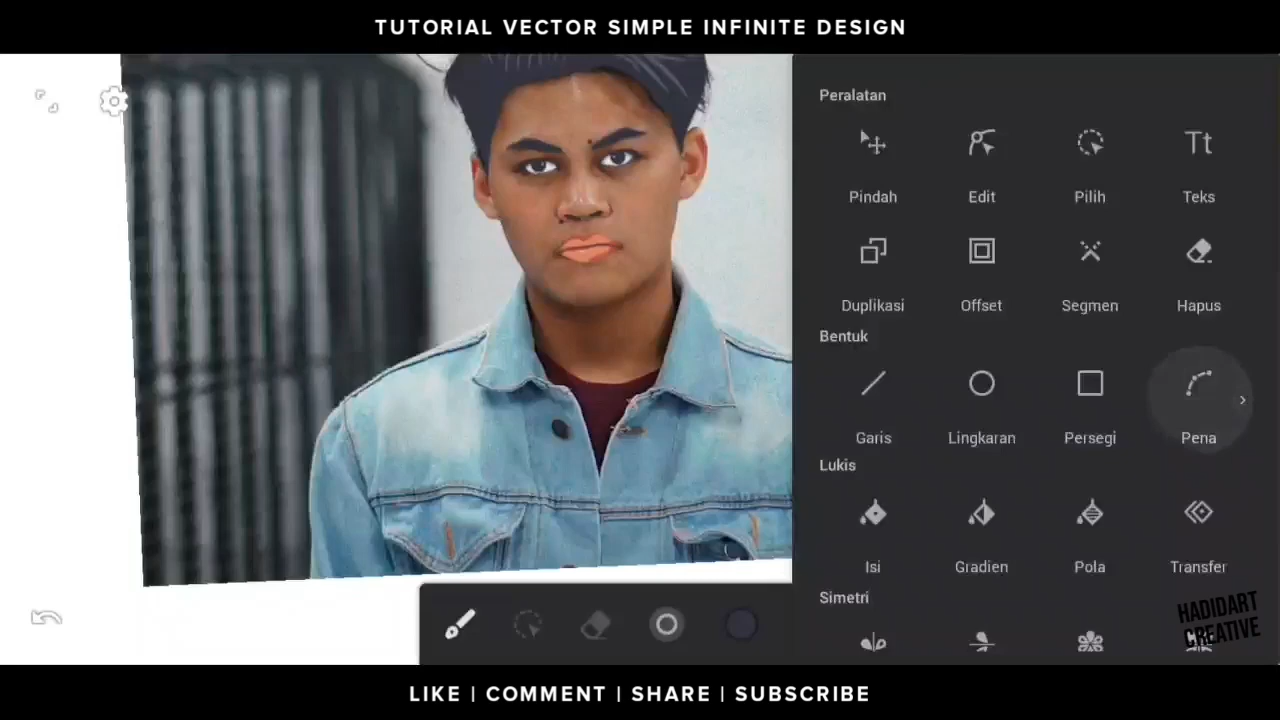 TUTORIAL VECTOR SIMPLE INFINITE DESIGN
Peralatan
Pindah Edit Pilih Teks
Duplikasi Offset Segmen Hapus
Bentuk
Garis Lingkaran Persegi Pena
Lukis
Isi Gradien Pola Transfer
Simetri
HADIDART
CREATIVE
LIKE | COMMENT | SHARE | SUBSCRIBE